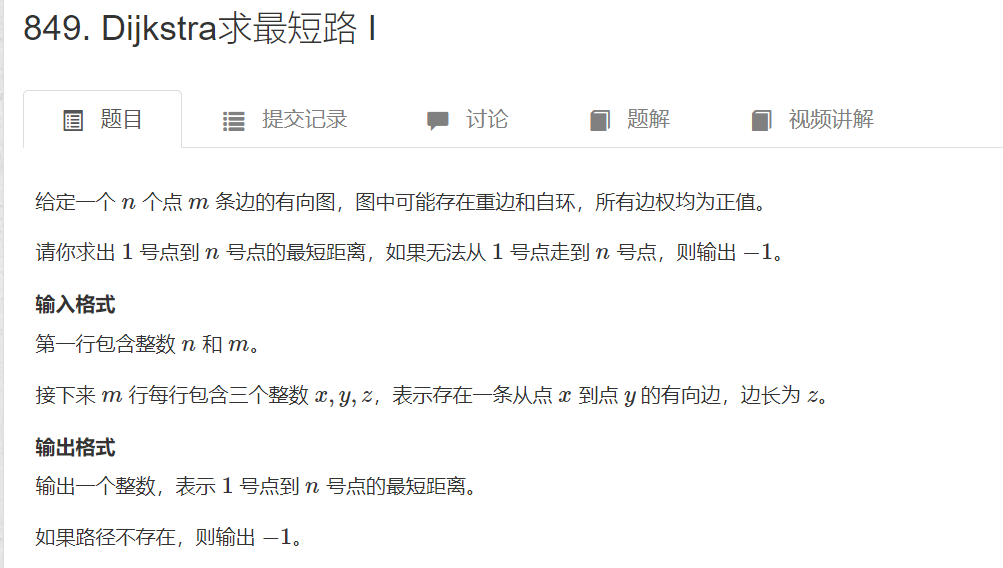 849. Dijkstra求最短路 I
题目 提交记录 讨论 题解 视频讲解
给定一个 n 个点 m 条边的有向图，图中可能存在重边和自环，所有边权均为正值。
请你求出 1 号点到 n 号点的最短距离，如果无法从 1 号点走到 n 号点，则输出 −1。
输入格式
第一行包含整数 n 和 m。
接下来 m 行每行包含三个整数 x, y, z，表示存在一条从点 x 到点 y 的有向边，边长为 z。
输出格式
输出一个整数，表示 1 号点到 n 号点的最短距离。
如果路径不存在，则输出 −1。